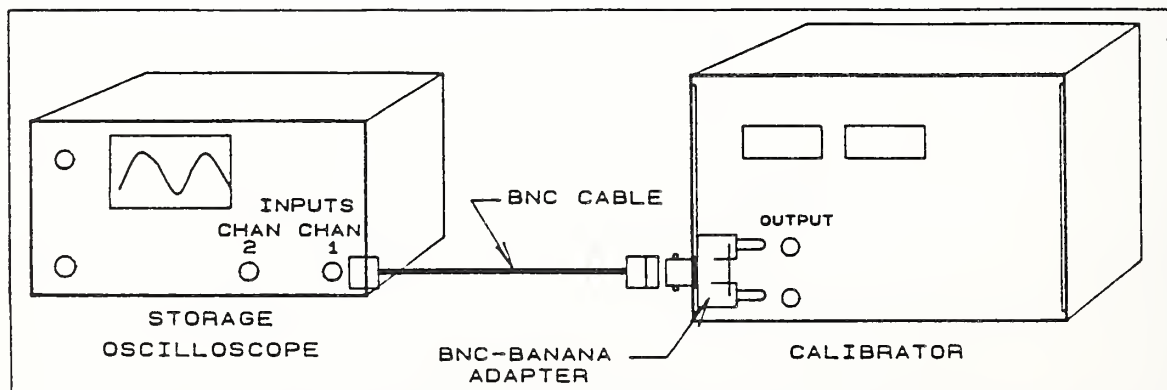 BNC CABLE
INPUTS
CHAN CHAN
2 1
OUTPUT
STORAGE
OSCILLOSCOPE
BNC-BANANA
ADAPTER
CALIBRATOR